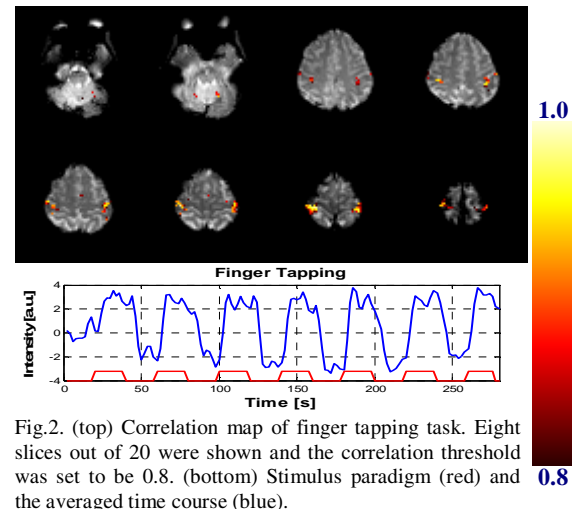 1.0
Finger Tapping
Intensity[a.u.]
4
2
0
-2
-4
0 50 100 150 200 250
Time [s]
0.8
Fig.2. (top) Correlation map of finger tapping task. Eight
slices out of 20 were shown and the correlation threshold
was set to be 0.8. (bottom) Stimulus paradigm (red) and
the averaged time course (blue).